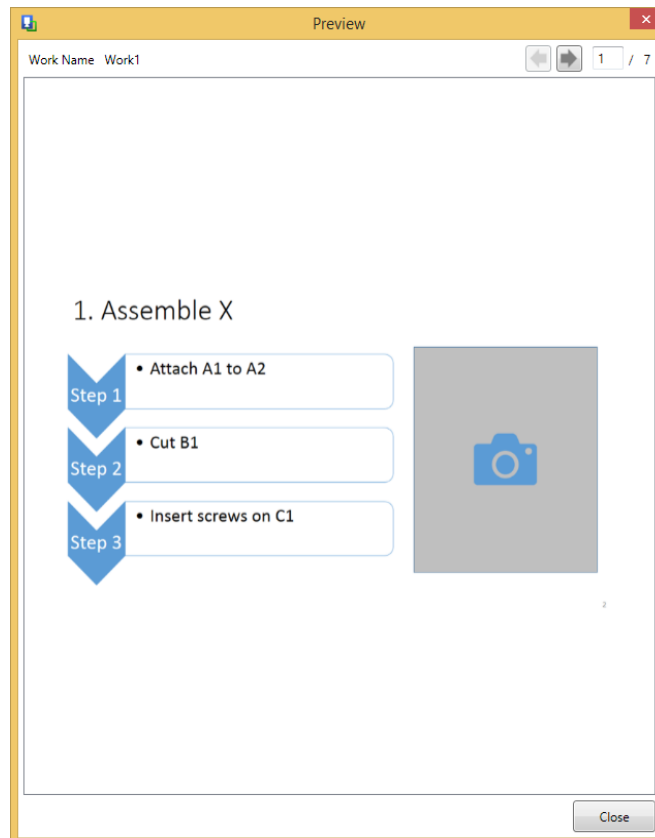 Preview
Work Name Work1
1 / 7
1. Assemble X
Step 1
• Attach A1 to A2
Step 2
• Cut B1
Step 3
• Insert screws on C1
2
Close